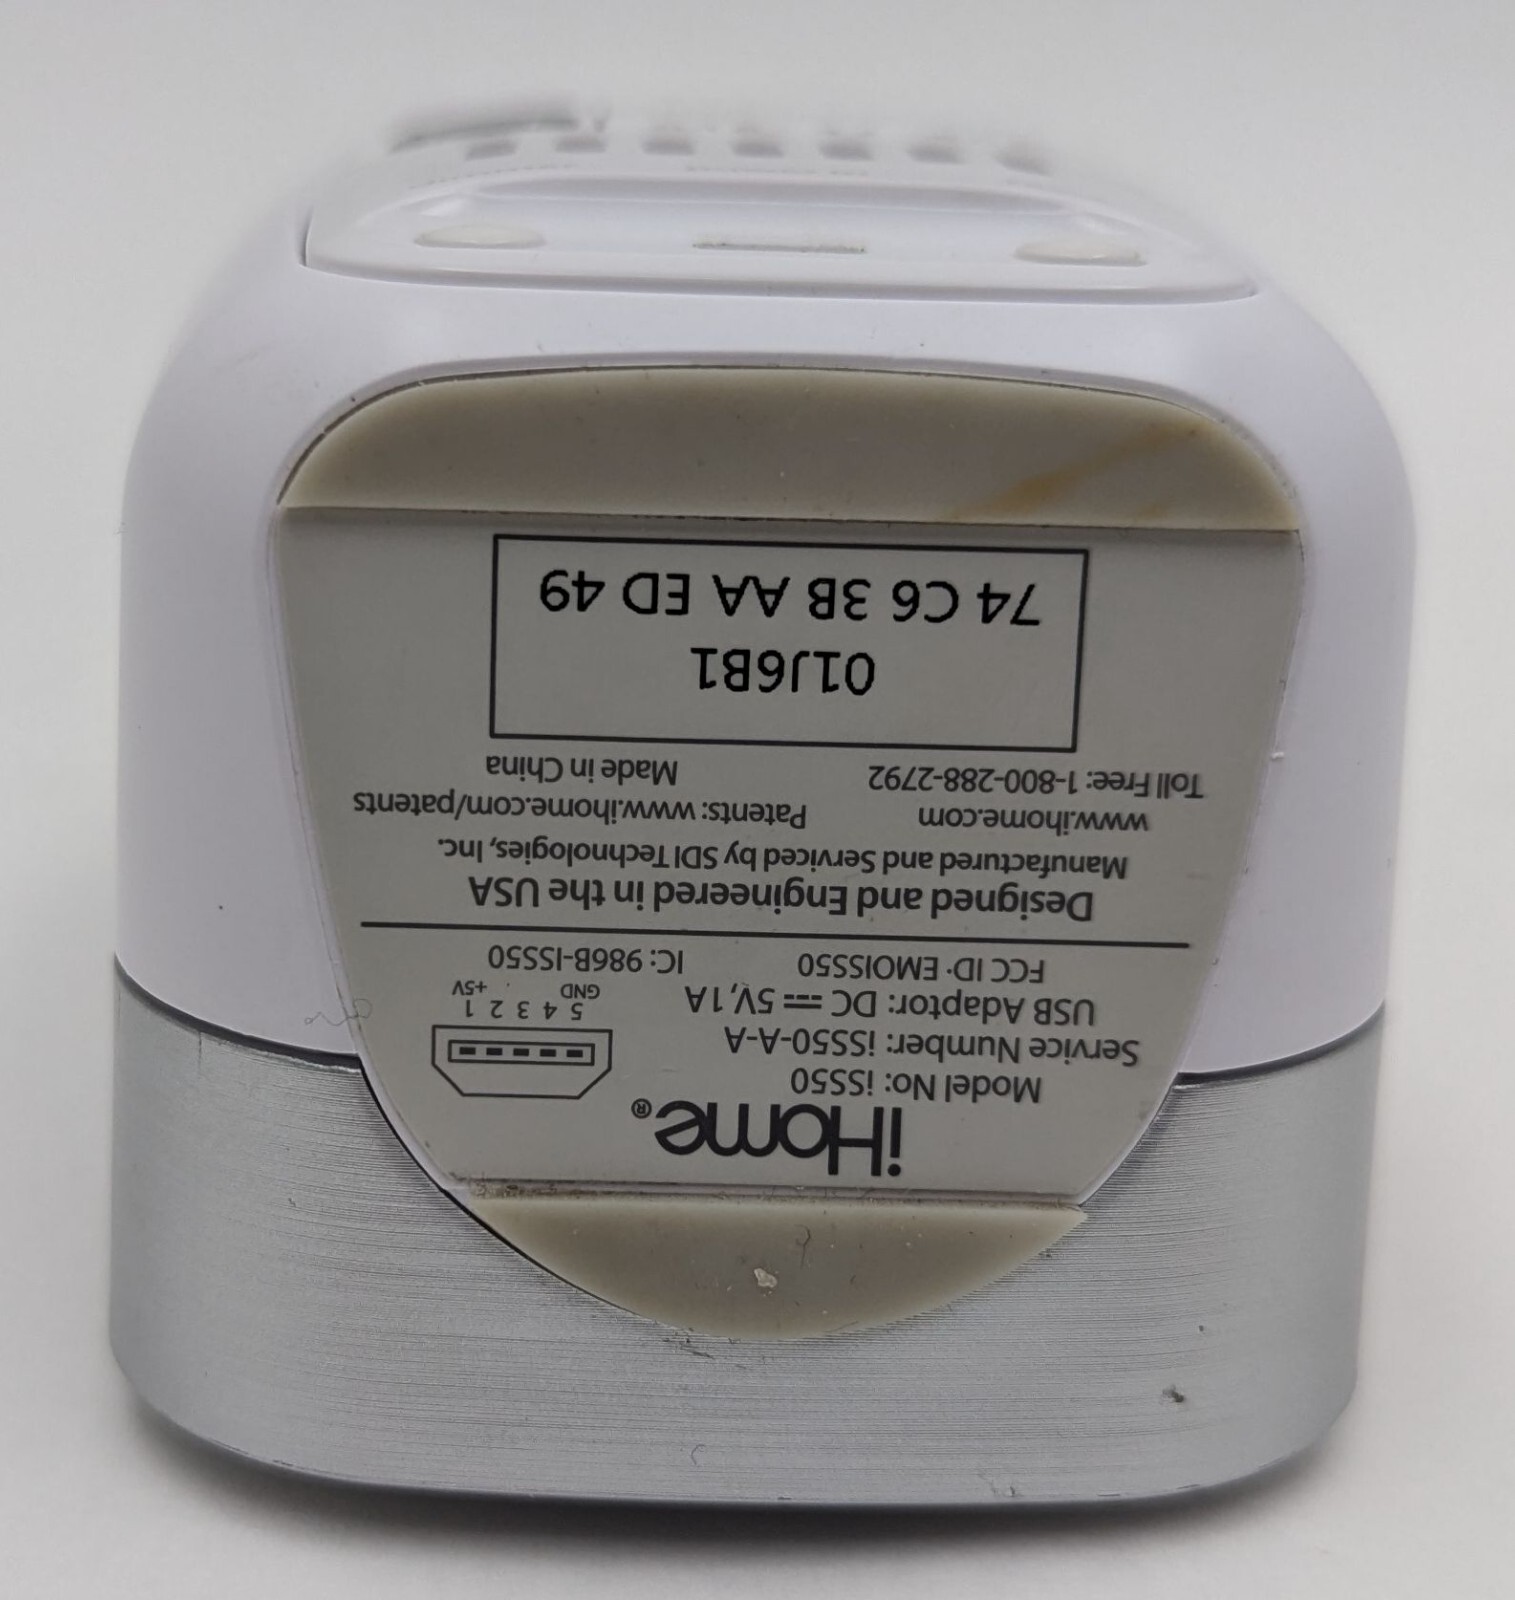 iHome®
Model No: iSS50
Service Number: iSS50-A-A
USB Adaptor: DC ⎓ 5V, 1A
FCC ID: EMOISS50 IC: 986B-ISS50
5 4 3 2 1
GND +5V
Designed and Engineered in the USA
Manufactured and Serviced by SDI Technologies, Inc.
www.ihome.com Patents: www.ihome.com/patents
Toll Free: 1-800-288-2792 Made in China
01J6B1
74 C6 3B AA ED 49